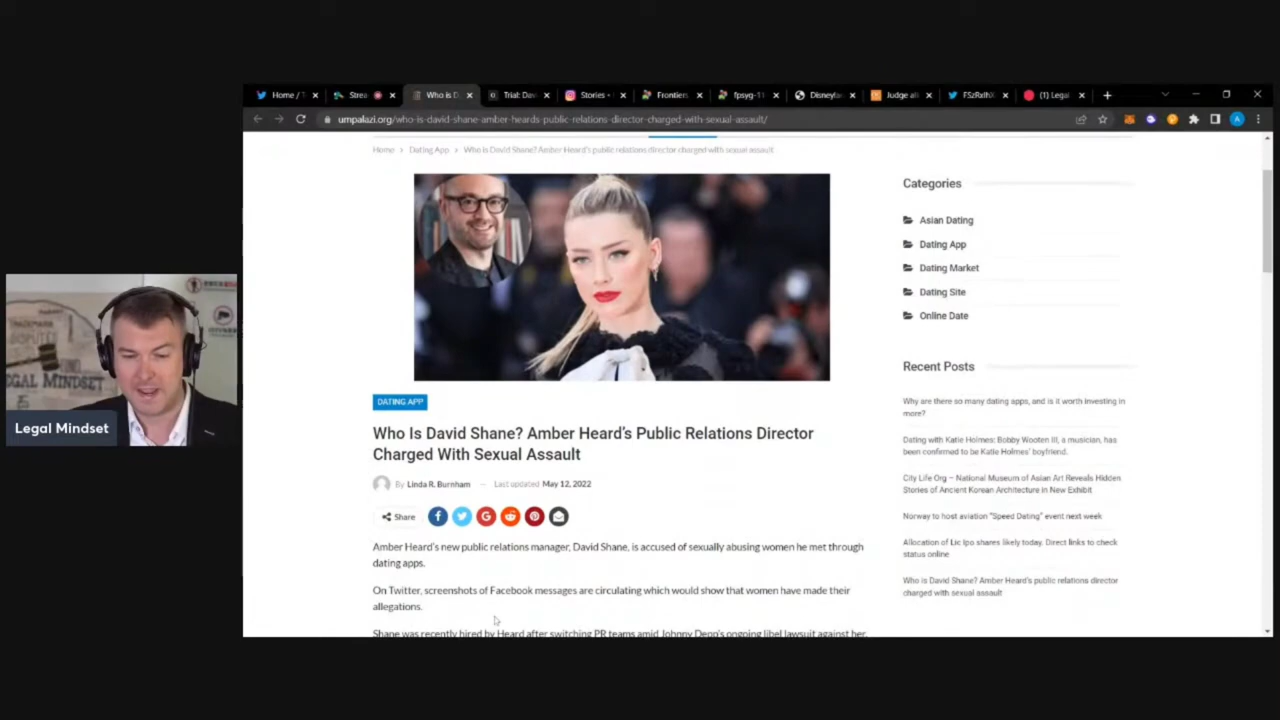 Home / T
Strea
Who is D
Trial: Dav
Stories •
Frontiers
fpsyg-11
Disneyla
Judge all
FSzRathX
(1) Legal
umpalazi.org/who-is-david-shane-amber-heards-public-relations-director-charged-with-sexual-assault/
Home > Dating App > Who is David Shane? Amber Heard's public relations director charged with sexual assault
Categories
Asian Dating
Dating App
Dating Market
Dating Site
Online Date
LEGAL MINDSET
Legal Mindset
Recent Posts
Why are there so many dating apps, and is it worth investing in
more?
Dating with Katie Holmes: Bobby Wooten III, a musician, has
been confirmed to be Katie Holmes' boyfriend.
City Life Org – National Museum of Asian Art Reveals Hidden
Stories of Ancient Korean Architecture in New Exhibit
Norway to host aviation "Speed Dating" event next week
Allocation of Lic Ipo shares likely today. Direct links to check
status online
Who is David Shane? Amber Heard's public relations director
charged with sexual assault
DATING APP
Who Is David Shane? Amber Heard's Public Relations Director
Charged With Sexual Assault
By Linda R. Burnham — Last updated May 12, 2022
Share
Amber Heard's new public relations manager, David Shane, is accused of sexually abusing women he met through
dating apps.
On Twitter, screenshots of Facebook messages are circulating which would show that women have made their
allegations.
Shane was recently hired by Heard after switching PR teams amid Johnny Depp's ongoing libel lawsuit against her.